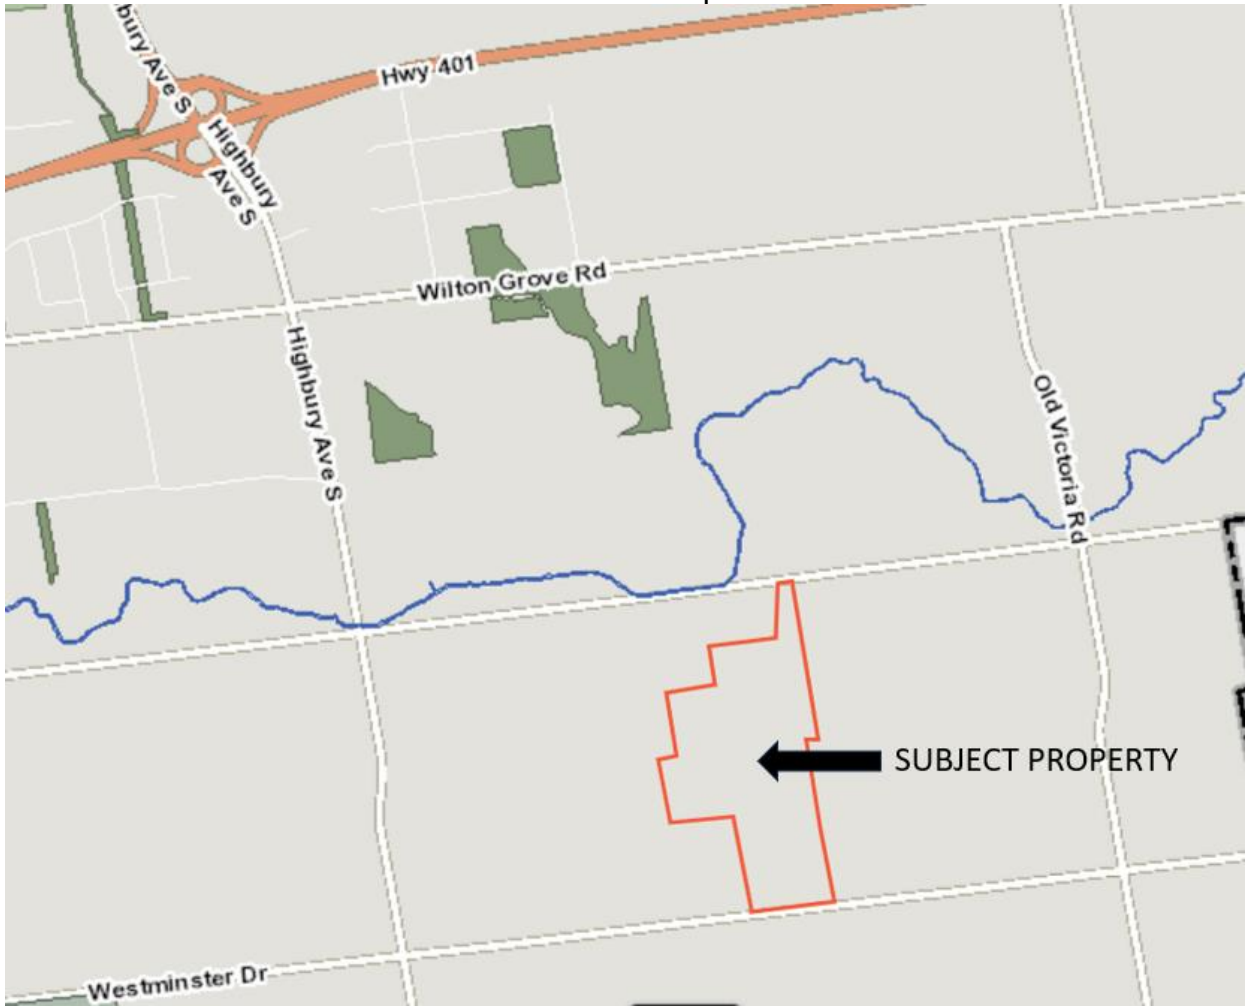 bury Ave S
Hwy 401
Highbury
Ave S
Wilton Grove Rd
Highbury Ave S
Old Victoria Rd
SUBJECT PROPERTY
Westminster Dr